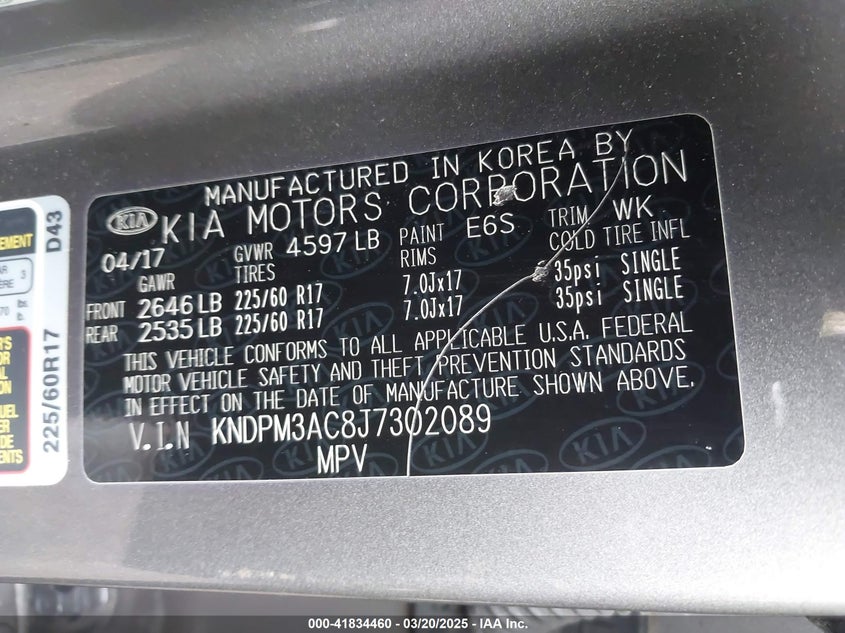 MANUFACTURED IN KOREA BY
KIA KIA MOTORS CORPORATION
04/17 GVWR 4597 LB PAINT E6S TRIM WK
GAWR TIRES RIMS COLD TIRE INFL
FRONT 2646 LB 225/60 R17 7.0Jx17 35psi SINGLE
REAR 2535 LB 225/60 R17 7.0Jx17 35psi SINGLE
THIS VEHICLE CONFORMS TO ALL APPLICABLE U.S.A. FEDERAL
MOTOR VEHICLE SAFETY AND THEFT PREVENTION STANDARDS
IN EFFECT ON THE DATE OF MANUFACTURE SHOWN ABOVE.
V.I.N KNDPM3AC8J7302089
MPV
D43
225/60R17
000-41834460 - 03/20/2025 - IAA Inc.